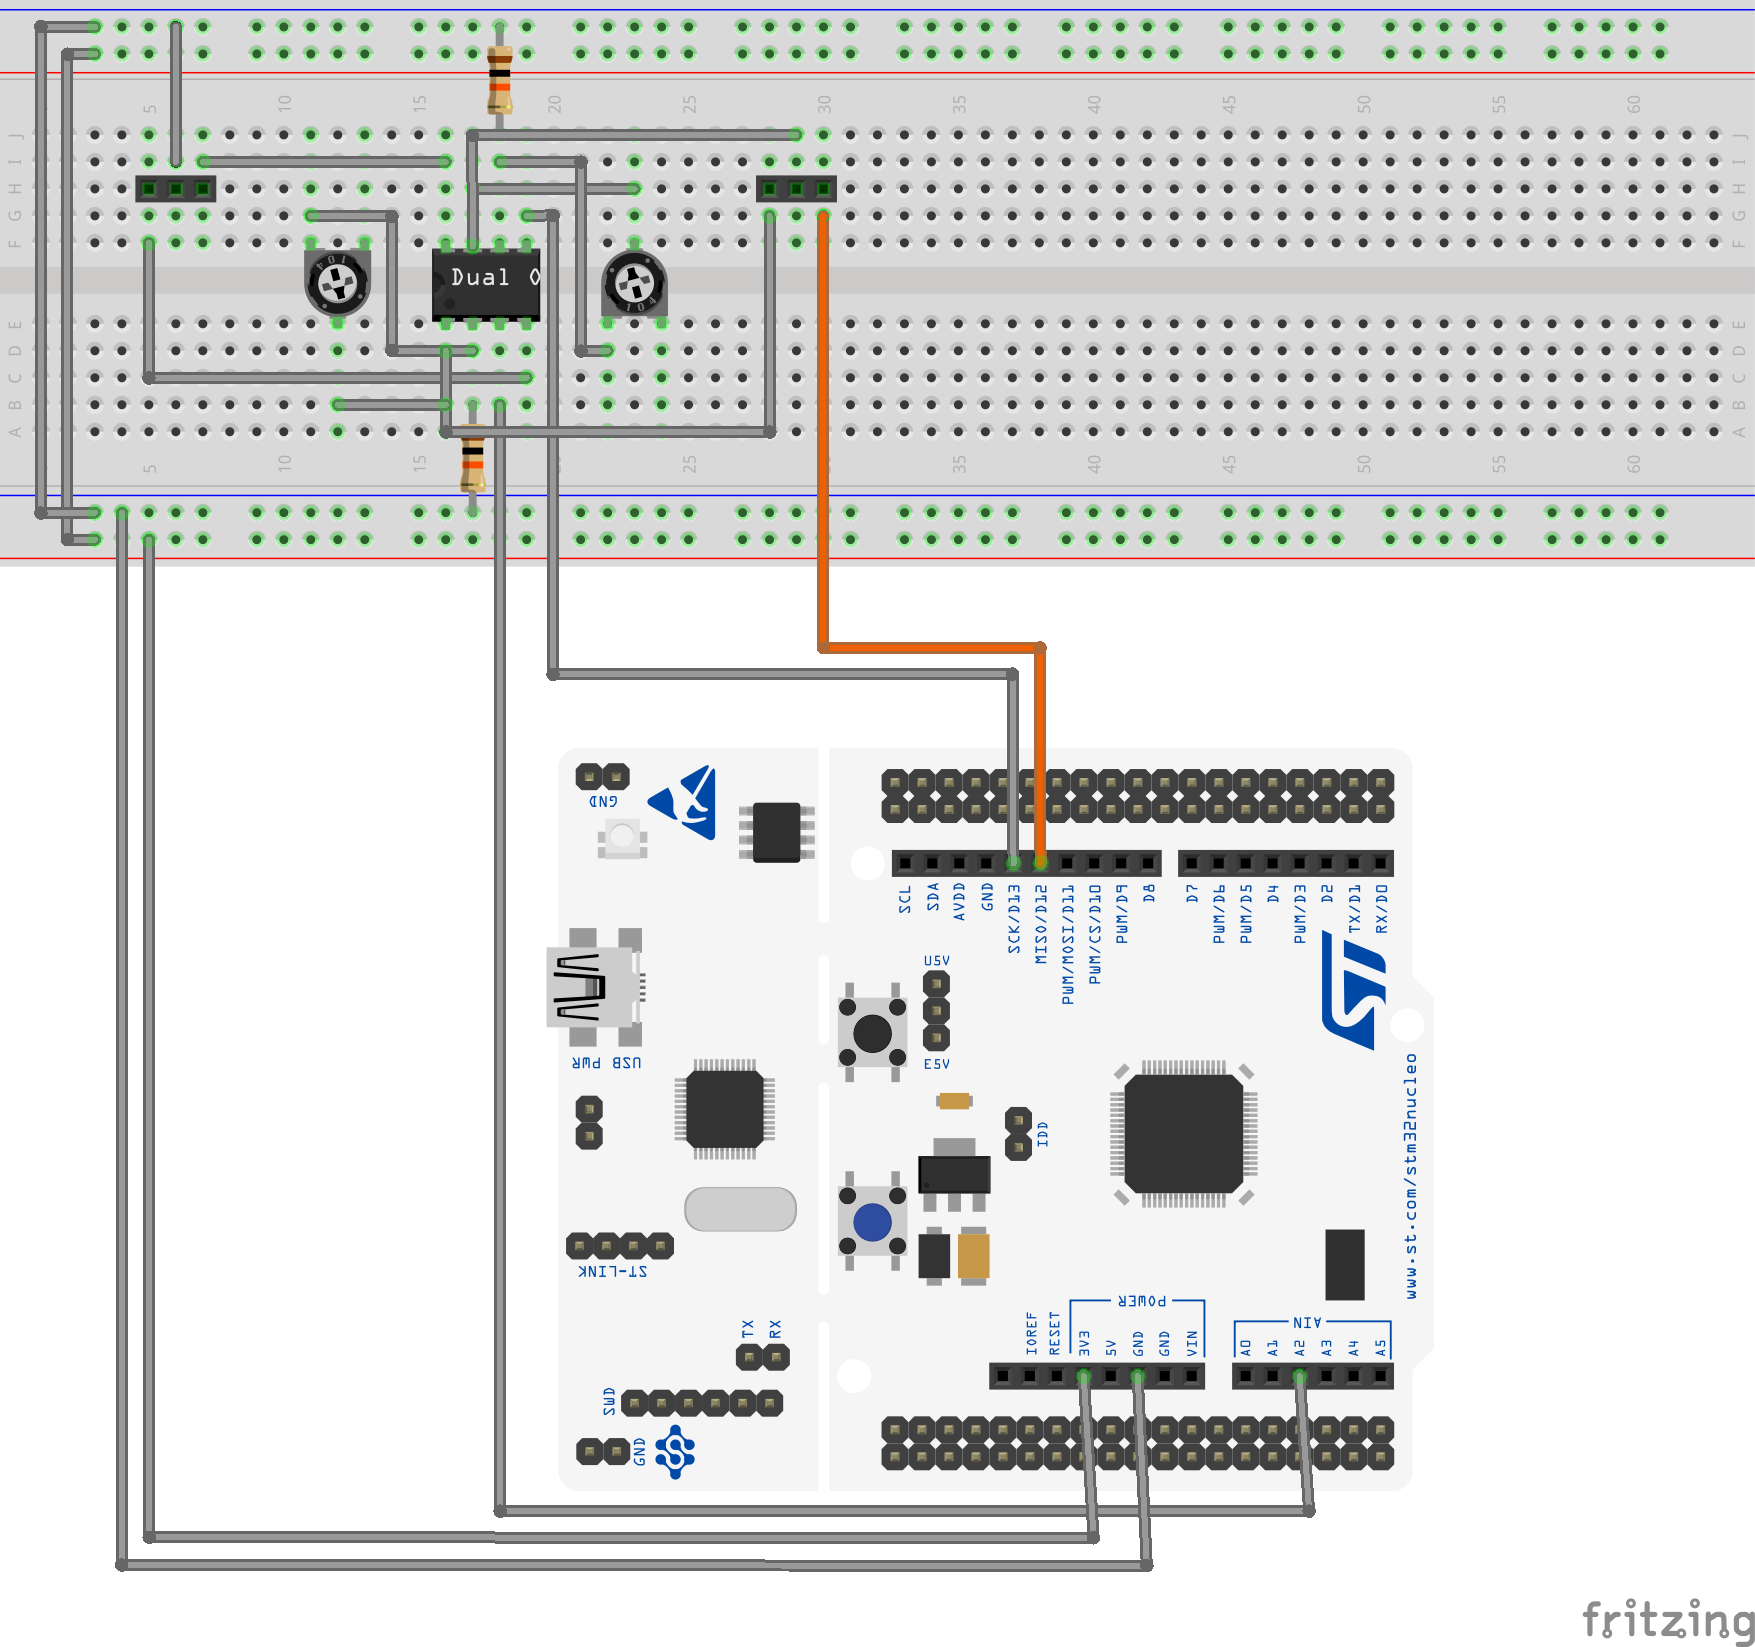 5 10 15 20 25 30 35 40 45 50 55 60
J J
I I
H H
G G
F F
104
Dual O
104
E E
D D
C C
B B
A A
5 10 15 25 35 40 45 50 55 60
GND
SCL SDA AVDD GND SCK/D13 MISO/D12 PWM/MOSI/D11 PWM/CS/D10 PWM/D9 D8 D7 PWM/D6 PWM/D5 D4 PWM/D3 D2 TX/D1 RX/D0
U5V
E5V
USB PWR
IDD
www.st.com/stm32nucleo
ST-LINK
POWER
AIN
TX RX
IOREF RESET 3V3 5V GND GND VIN A0 A1 A2 A3 A4 A5
SWD
GND
fritzing